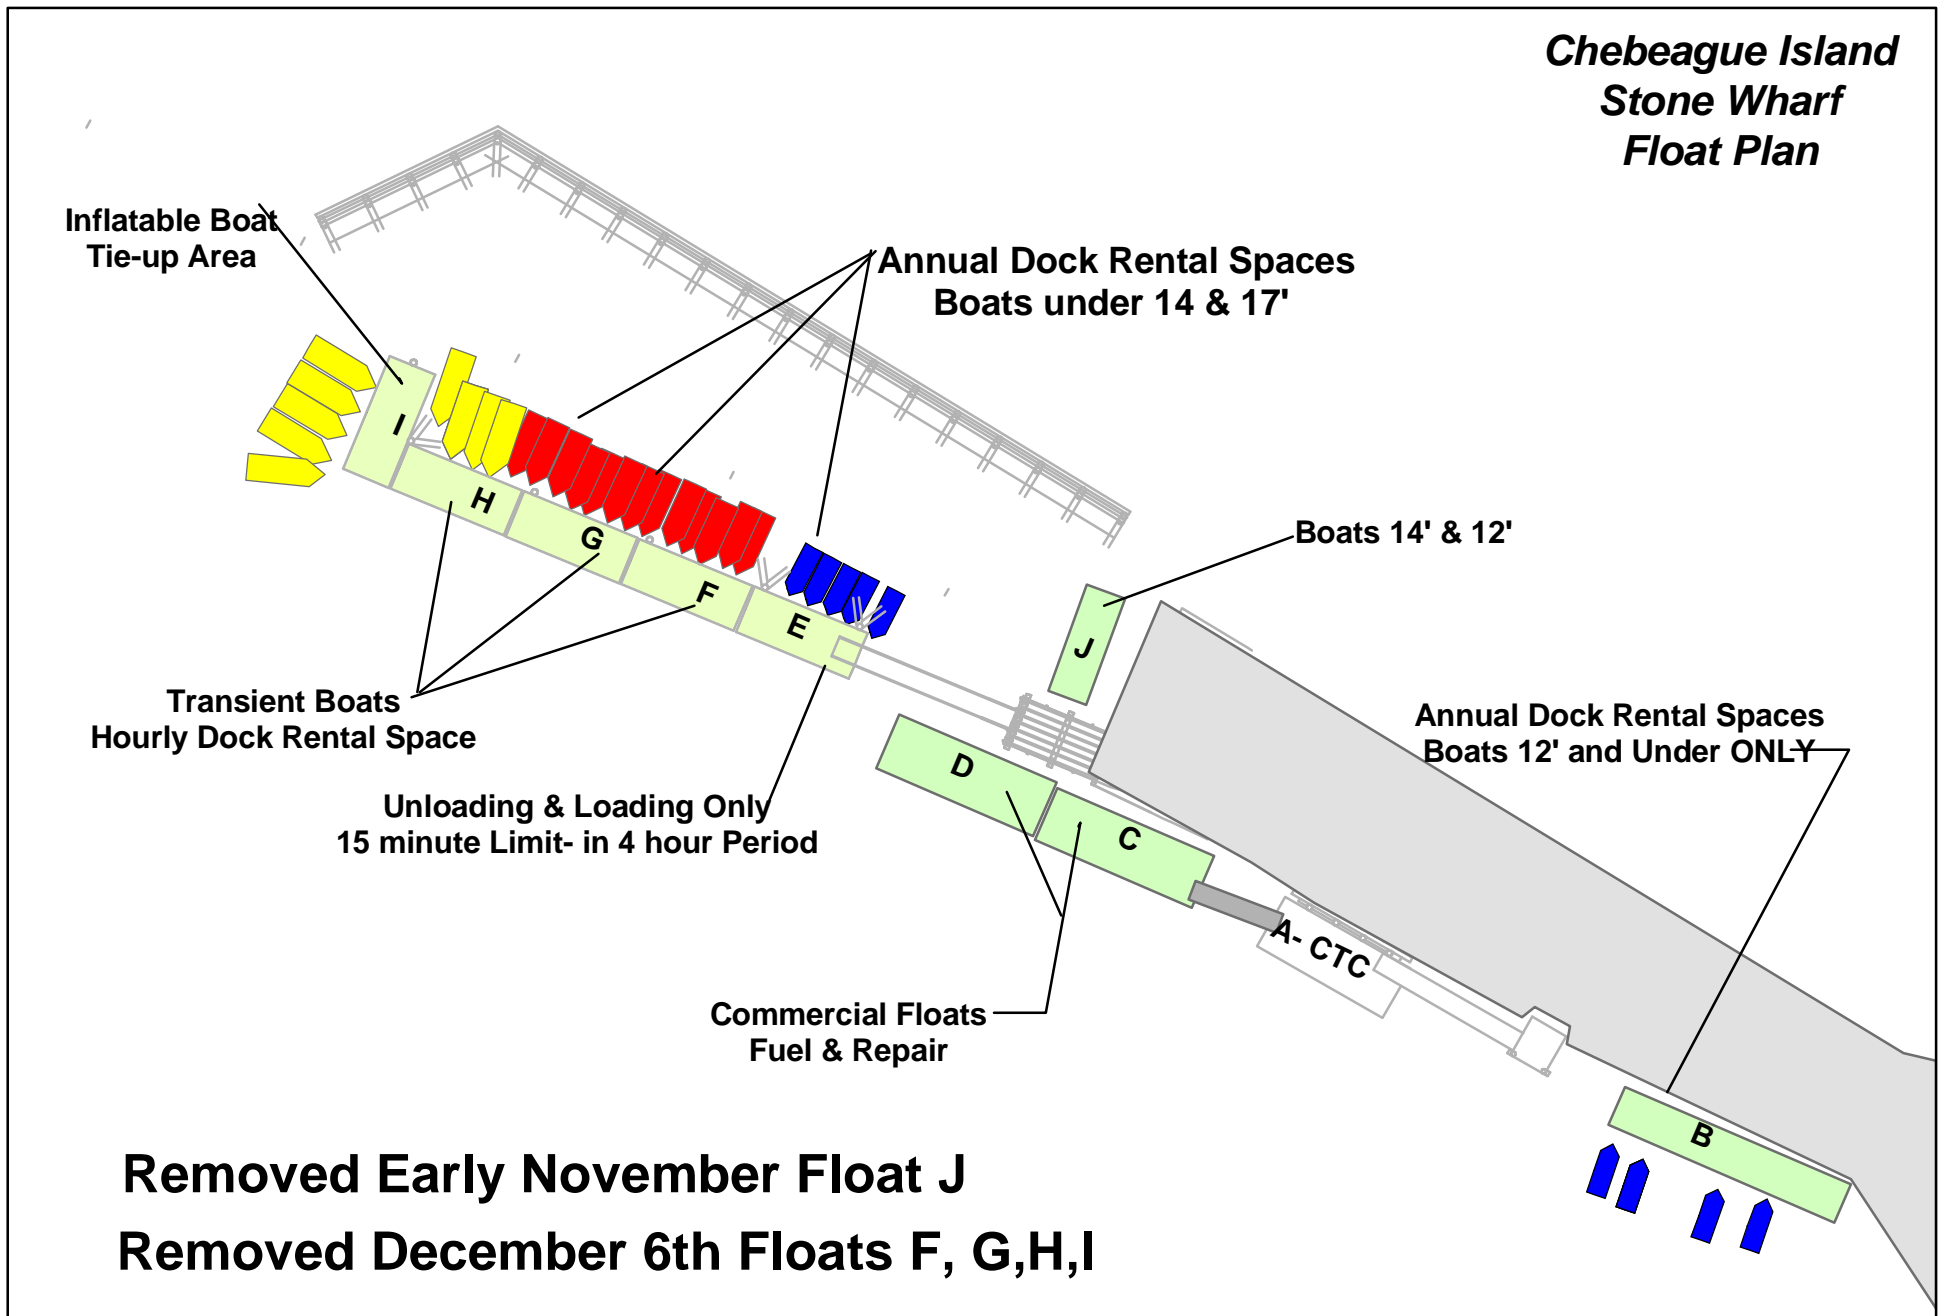 Chebeague Island
Stone Wharf
Float Plan
Inflatable Boat
Tie-up Area
Annual Dock Rental Spaces
Boats under 14 & 17'
I
H
G
F
E
Boats 14' & 12'
J
Transient Boats
Hourly Dock Rental Space
Annual Dock Rental Spaces
Boats 12' and Under ONLY
D
C
Unloading & Loading Only
15 minute Limit- in 4 hour Period
A- CTC
Commercial Floats
Fuel & Repair
B
Removed Early November Float J
Removed December 6th Floats F, G,H,I